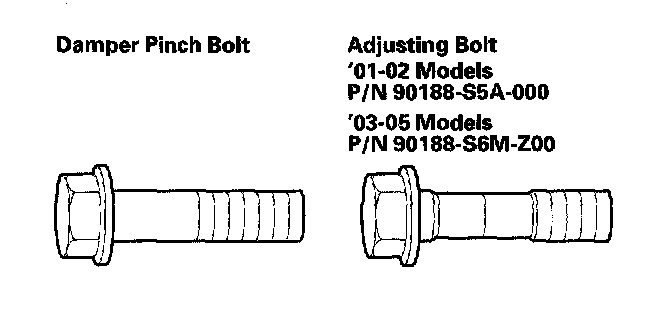 Damper Pinch Bolt
Adjusting Bolt
'01-02 Models
P/N 90188-S5A-000
'03-05 Models
P/N 90188-S6M-Z00